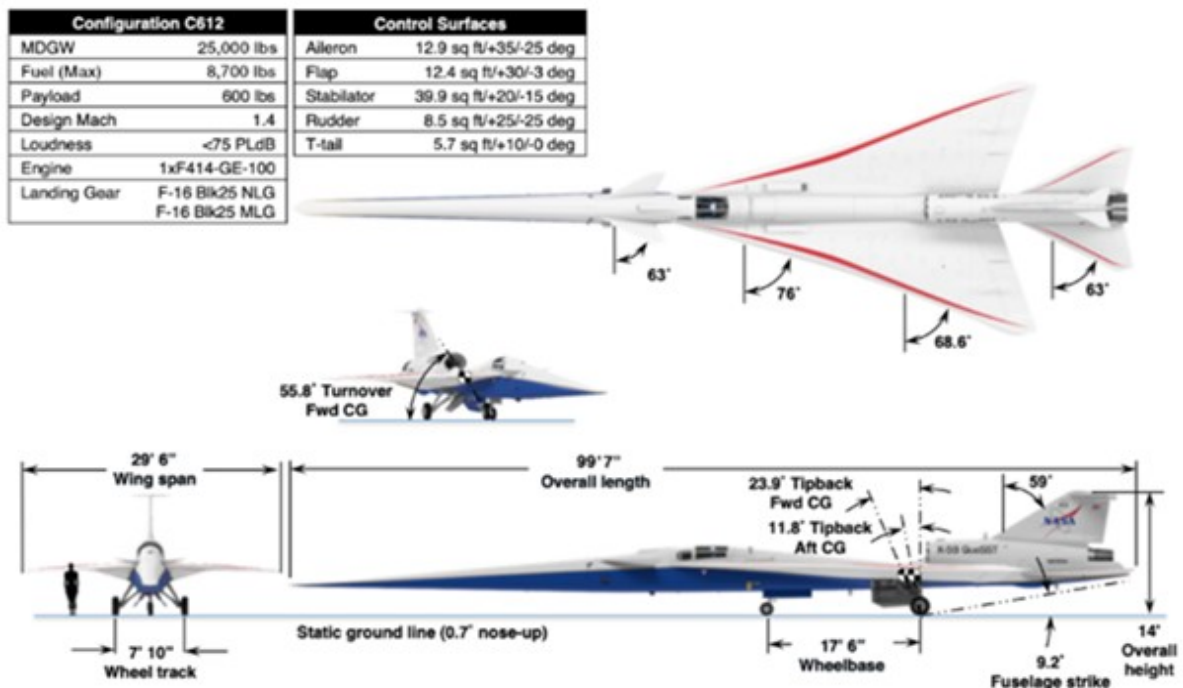 Configuration C612
MDGW 25,000 lbs
Fuel (Max) 8,700 lbs
Payload 600 lbs
Design Mach 1.4
Loudness <75 PLdB
Engine 1xF414-GE-100
Landing Gear F-16 Blk25 NLG
F-16 Blk25 MLG
Control Surfaces
Aileron 12.9 sq ft/+35/-25 deg
Flap 12.4 sq ft/+30/-3 deg
Stabilator 39.9 sq ft/+20/-15 deg
Rudder 8.5 sq ft/+25/-25 deg
T-tail 5.7 sq ft/+10/-0 deg
63°
76°
68.6°
63°
55.8° Turnover
Fwd CG
29' 6"
Wing span
99'7"
Overall length
23.9° Tipback
Fwd CG
11.8° Tipback
Aft CG
59°
NASA
X-59 QueSST
Static ground line (0.7° nose-up)
7' 10"
Wheel track
17' 6"
Wheelbase
9.2°
Fuselage strike
14'
Overall
height